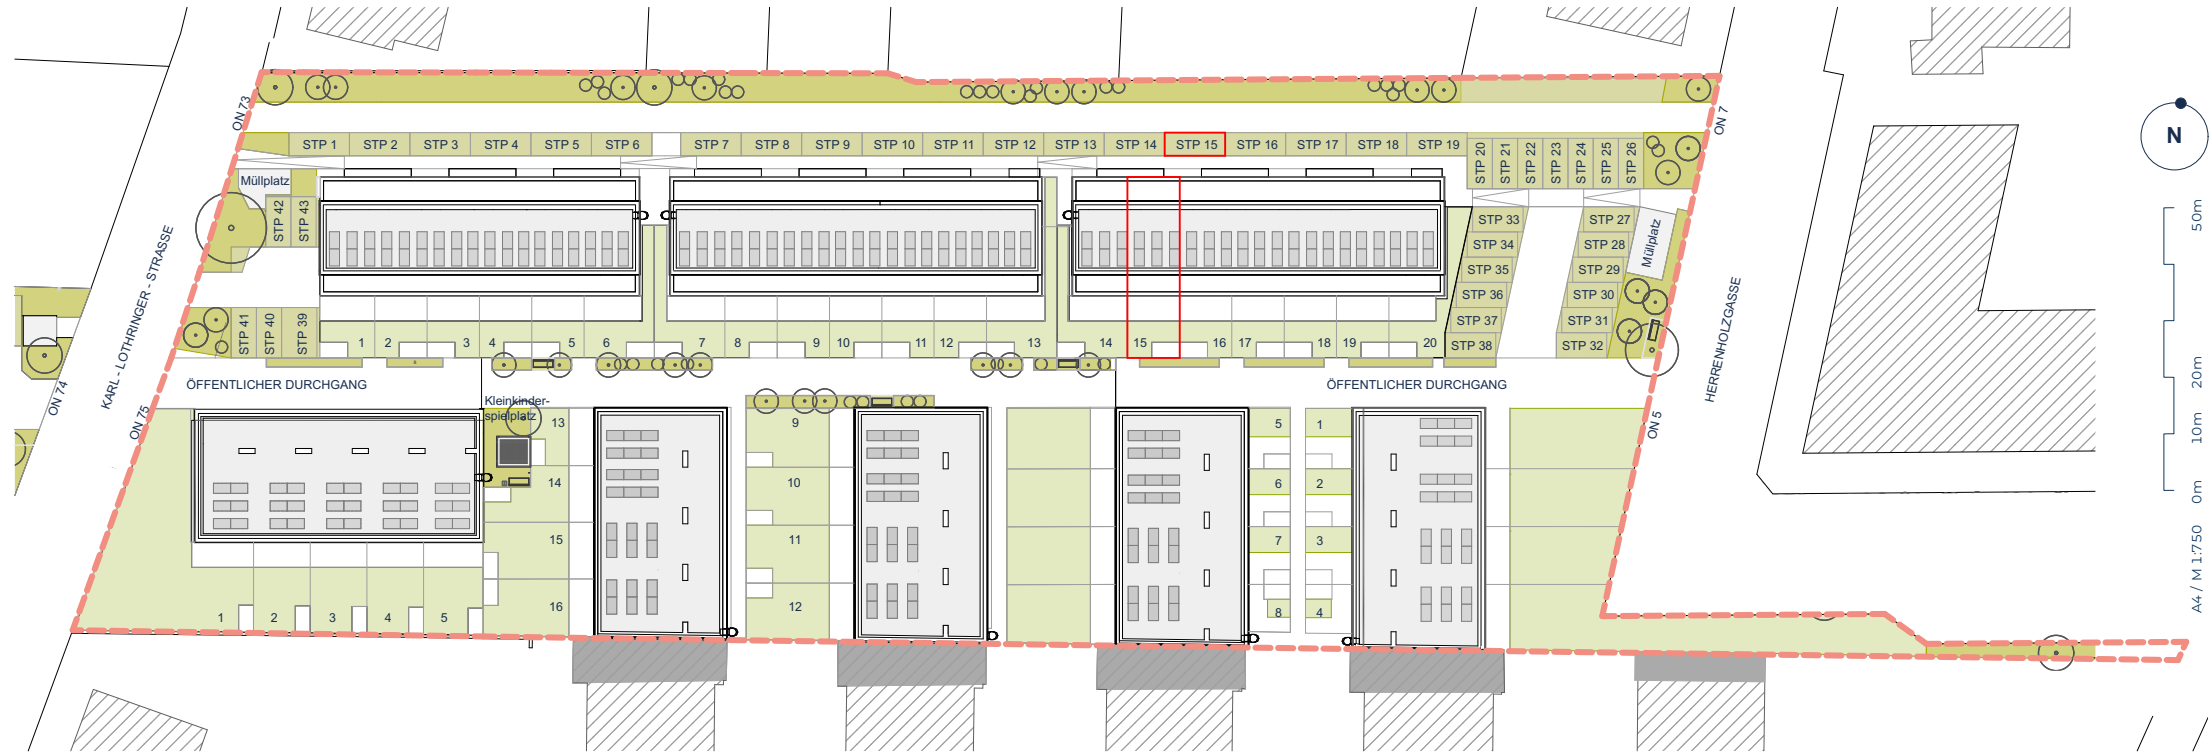 ON 73
ON 7
STP 1
STP 2
STP 3
STP 4
STP 5
STP 6
STP 7
STP 8
STP 9
STP 10
STP 11
STP 12
STP 13
STP 14
STP 15
STP 16
STP 17
STP 18
STP 19
STP 20
STP 21
STP 22
STP 23
STP 24
STP 25
STP 26
N
Müllplatz
STP 42
STP 43
STP 33
STP 34
STP 35
STP 36
STP 37
STP 38
STP 27
STP 28
STP 29
STP 30
STP 31
STP 32
Müllplatz
KARL - LOTHRINGER - STRASSE
HERRENHOLZGASSE
STP 41
STP 40
STP 39
1
2
3
4
5
6
7
8
9
10
11
12
13
14
15
16
17
18
19
20
ÖFFENTLICHER DURCHGANG
ÖFFENTLICHER DURCHGANG
ON 74
ON 75
ON 5
Kleinkinder-
spielplatz
13
14
15
16
9
10
11
12
5
6
7
8
1
2
3
4
1
2
3
4
5
50m
20m
10m
0m
A4 / M 1:750